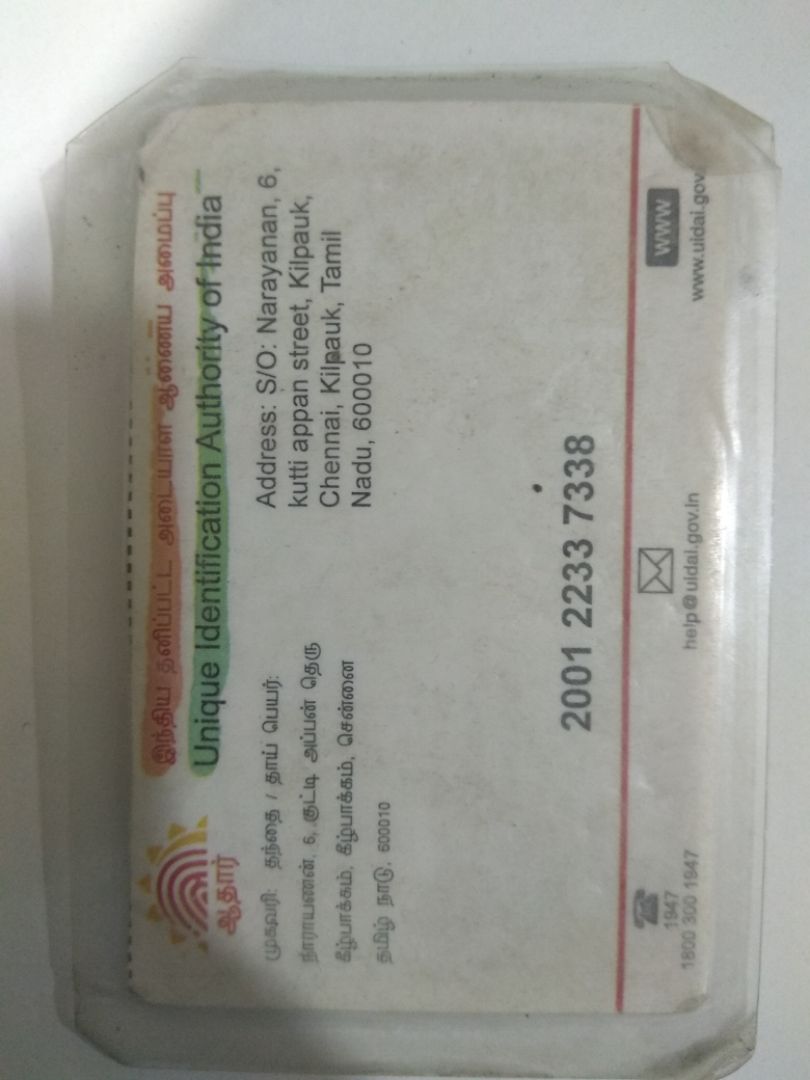 இந்திய தனிப்பட்ட அடையாள ஆணைய அமைப்பு
Unique Identification Authority of India
ஆதார்
முகவரி: தந்தை / தாய் பெயர்:
நாராயணன், 6, குட்டி அப்பன் தெரு
கீழ்பாக்கம், கீழ்பாக்கம், சென்னை
தமிழ் நாடு, 600010
Address: S/O: Narayanan, 6,
kutti appan street, Kilpauk,
Chennai, Kilpauk, Tamil
Nadu, 600010
2001 2233 7338
1947
1800 300 1947
help@uidai.gov.in
www
www.uidai.gov